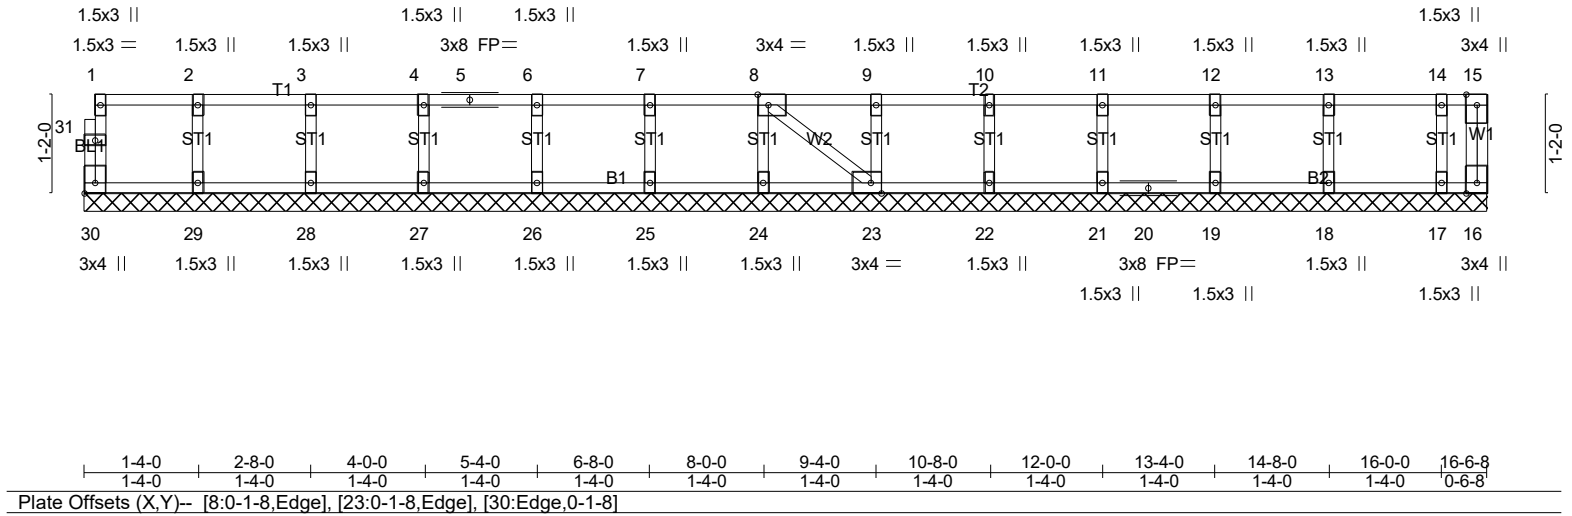 1.5x3 || 1.5x3 || 1.5x3 || 1.5x3 ||
1.5x3 = 1.5x3 || 1.5x3 || 3x8 FP= 1.5x3 || 3x4 = 1.5x3 || 1.5x3 || 1.5x3 || 1.5x3 || 1.5x3 || 3x4 ||
1 2 3 4 5 6 7 8 9 10 11 12 13 14 15
T1 T2
31
1-2-0 BL1 ST1 ST1 ST1 ST1 ST1 ST1 W2 ST1 ST1 ST1 ST1 ST1 ST1 W1 1-2-0
B1 B2
30 29 28 27 26 25 24 23 22 21 20 19 18 17 16
3x4 || 1.5x3 || 1.5x3 || 1.5x3 || 1.5x3 || 1.5x3 || 1.5x3 || 3x4 = 1.5x3 || 3x8 FP= 1.5x3 || 3x4 ||
1.5x3 || 1.5x3 || 1.5x3 ||
1-4-0 2-8-0 4-0-0 5-4-0 6-8-0 8-0-0 9-4-0 10-8-0 12-0-0 13-4-0 14-8-0 16-0-0 16-6-8
1-4-0 1-4-0 1-4-0 1-4-0 1-4-0 1-4-0 1-4-0 1-4-0 1-4-0 1-4-0 1-4-0 1-4-0 0-6-8
Plate Offsets (X,Y)-- [8:0-1-8,Edge], [23:0-1-8,Edge], [30:Edge,0-1-8]